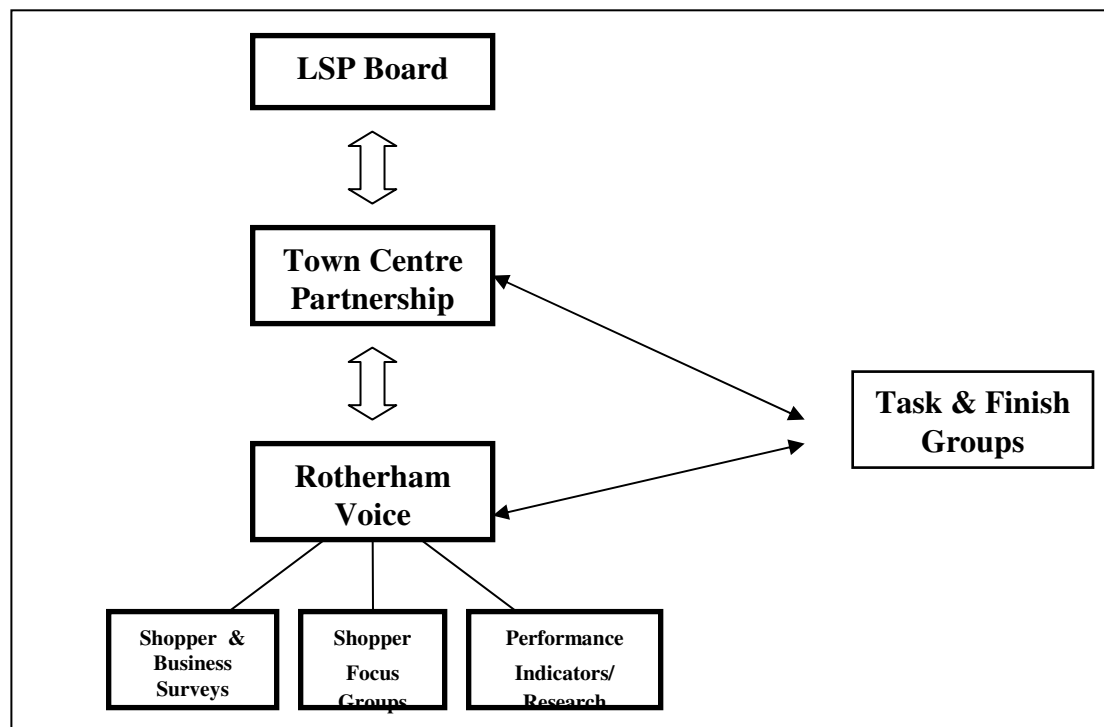 LSP Board
Town Centre
Partnership
Task & Finish
Groups
Rotherham
Voice
Shopper & 
Business
Surveys
Shopper
Focus
Groups
Performance
Indicators/
Research